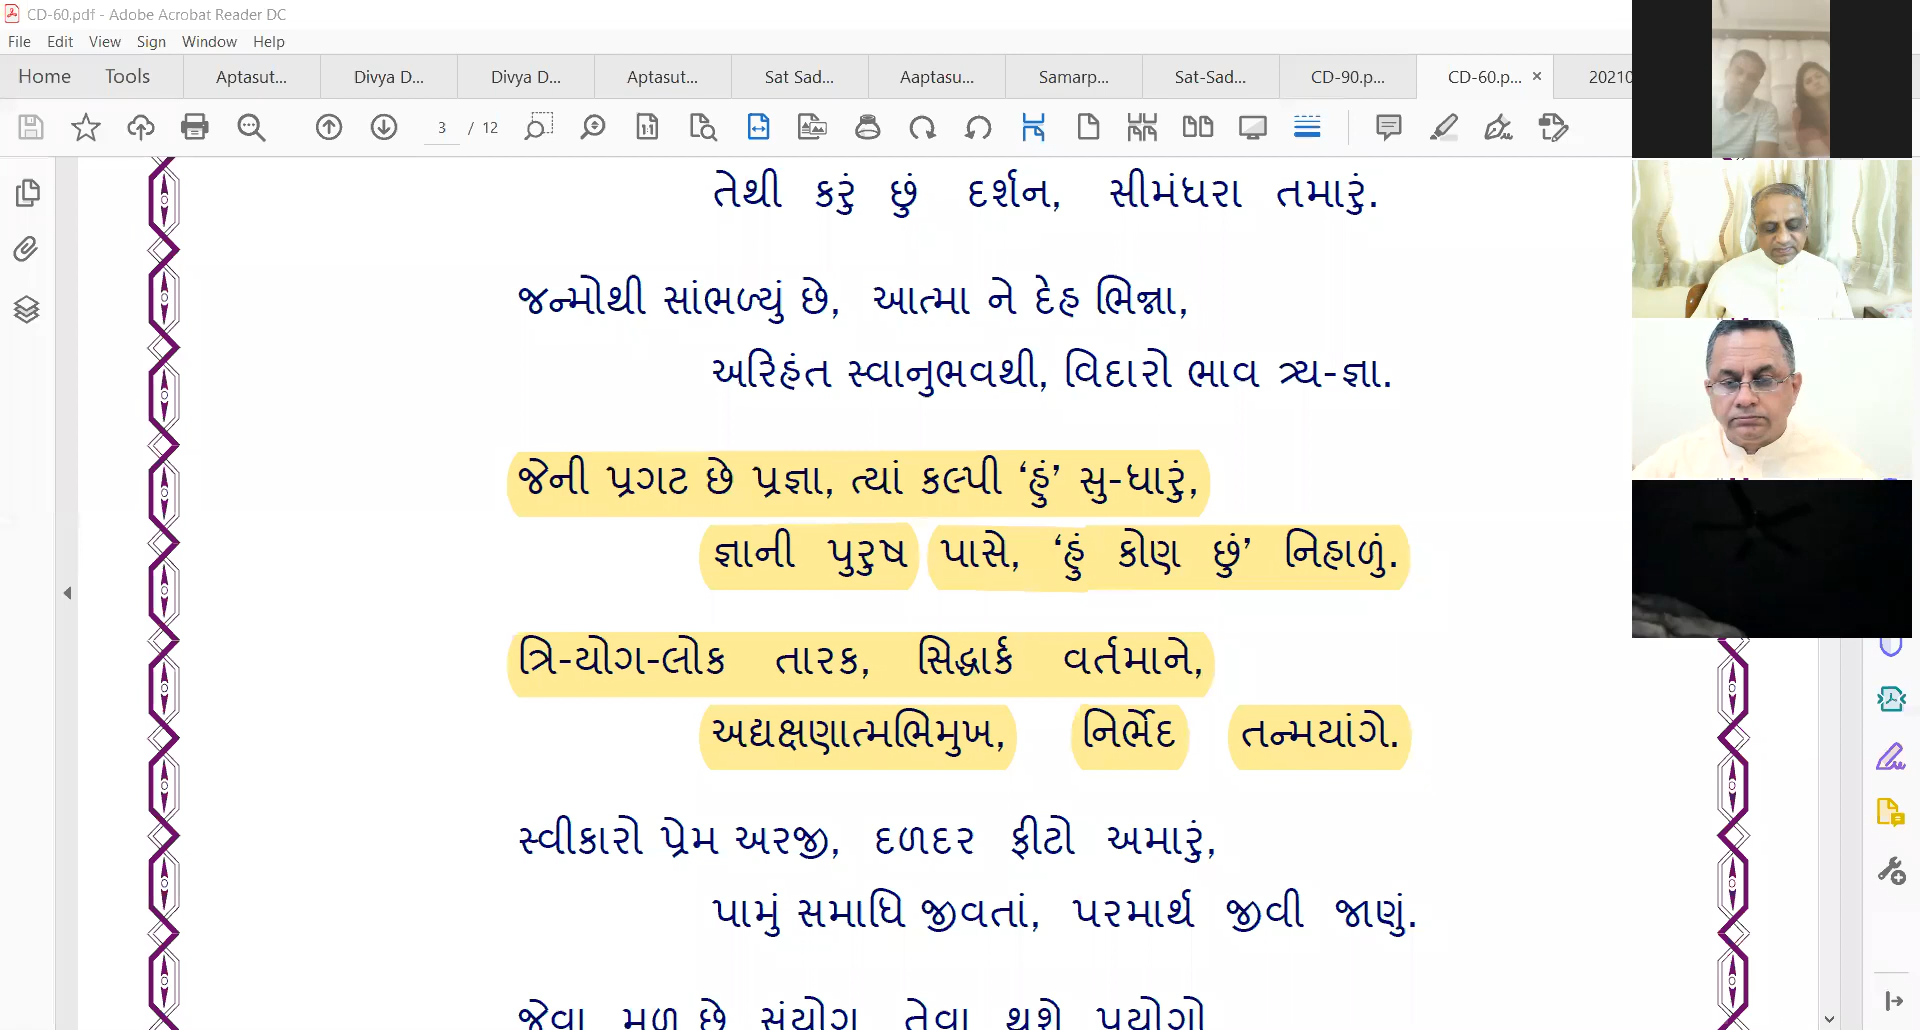 CD-60.pdf - Adobe Acrobat Reader DC
File Edit View Sign Window Help
Home Tools Aptasut... Divya D... Divya D... Aptasut... Sat Sad... Aaptasu... Samarp... Sat-Sad... CD-90.p... CD-60.p... × 20210
3 / 12
તેથી કરું છું દર્શન, સીમંધરા તમારું.
જન્મોથી સાંભળ્યું છે, આત્મા ને દેહ ભિન્ના,
અરિહંત સ્વાનુભવથી, વિદારો ભાવ ત્ર્ય-જ્ઞા.
જેની પ્રગટ છે પ્રજ્ઞા, ત્યાં કલ્પી ‘હું’ સુ-ધારું,
જ્ઞાની પુરુષ પાસે, ‘હું કોણ છું’ નિહાળું.
ત્રિ-યોગ-લોક તારક, સિદ્ધાર્ક વર્તમાને,
અદ્યક્ષણાત્મભિમુખ, નિર્ભેદ તન્મયાંગે.
સ્વીકારો પ્રેમ અરજી, દળદર ફીટો અમારું,
પામું સમાધિ જીવતાં, પરમાર્થ જીવી જાણું.
જેવા મળે છે સંયોગ તેવા થશે પ્રયોગો